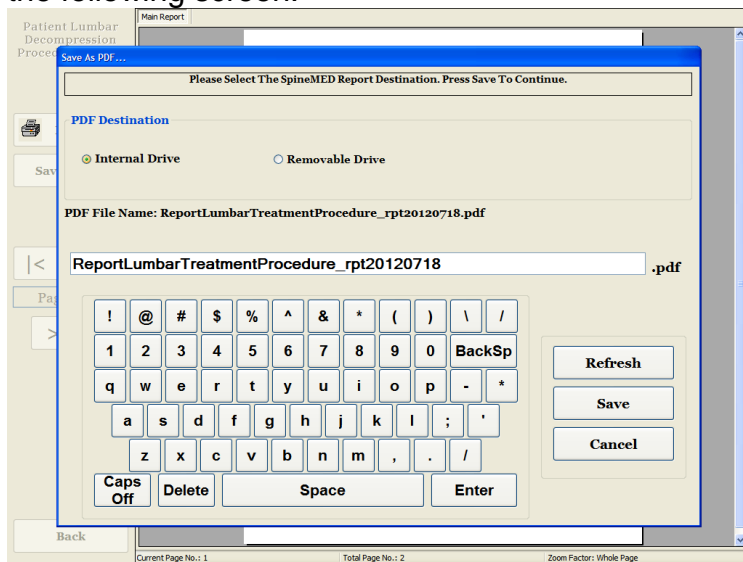 the following screen.
Main Report
Patient Lumbar
Decompression
Proced
Save As PDF...
Please Select The SpineMED Report Destination. Press Save To Continue.
PDF Destination
Internal Drive
Removable Drive
Sav
PDF File Name: ReportLumbarTreatmentProcedure_rpt20120718.pdf
ReportLumbarTreatmentProcedure_rpt20120718 .pdf
|<
Pag
>
! @ # $ % ^ & * ( ) \ /
1 2 3 4 5 6 7 8 9 0 BackSp
q w e r t y u i o p - *
a s d f g h j k l ; '
z x c v b n m , . /
Caps Off Delete Space Enter
Refresh
Save
Cancel
Back
Current Page No.: 1 Total Page No.: 2 Zoom Factor: Whole Page